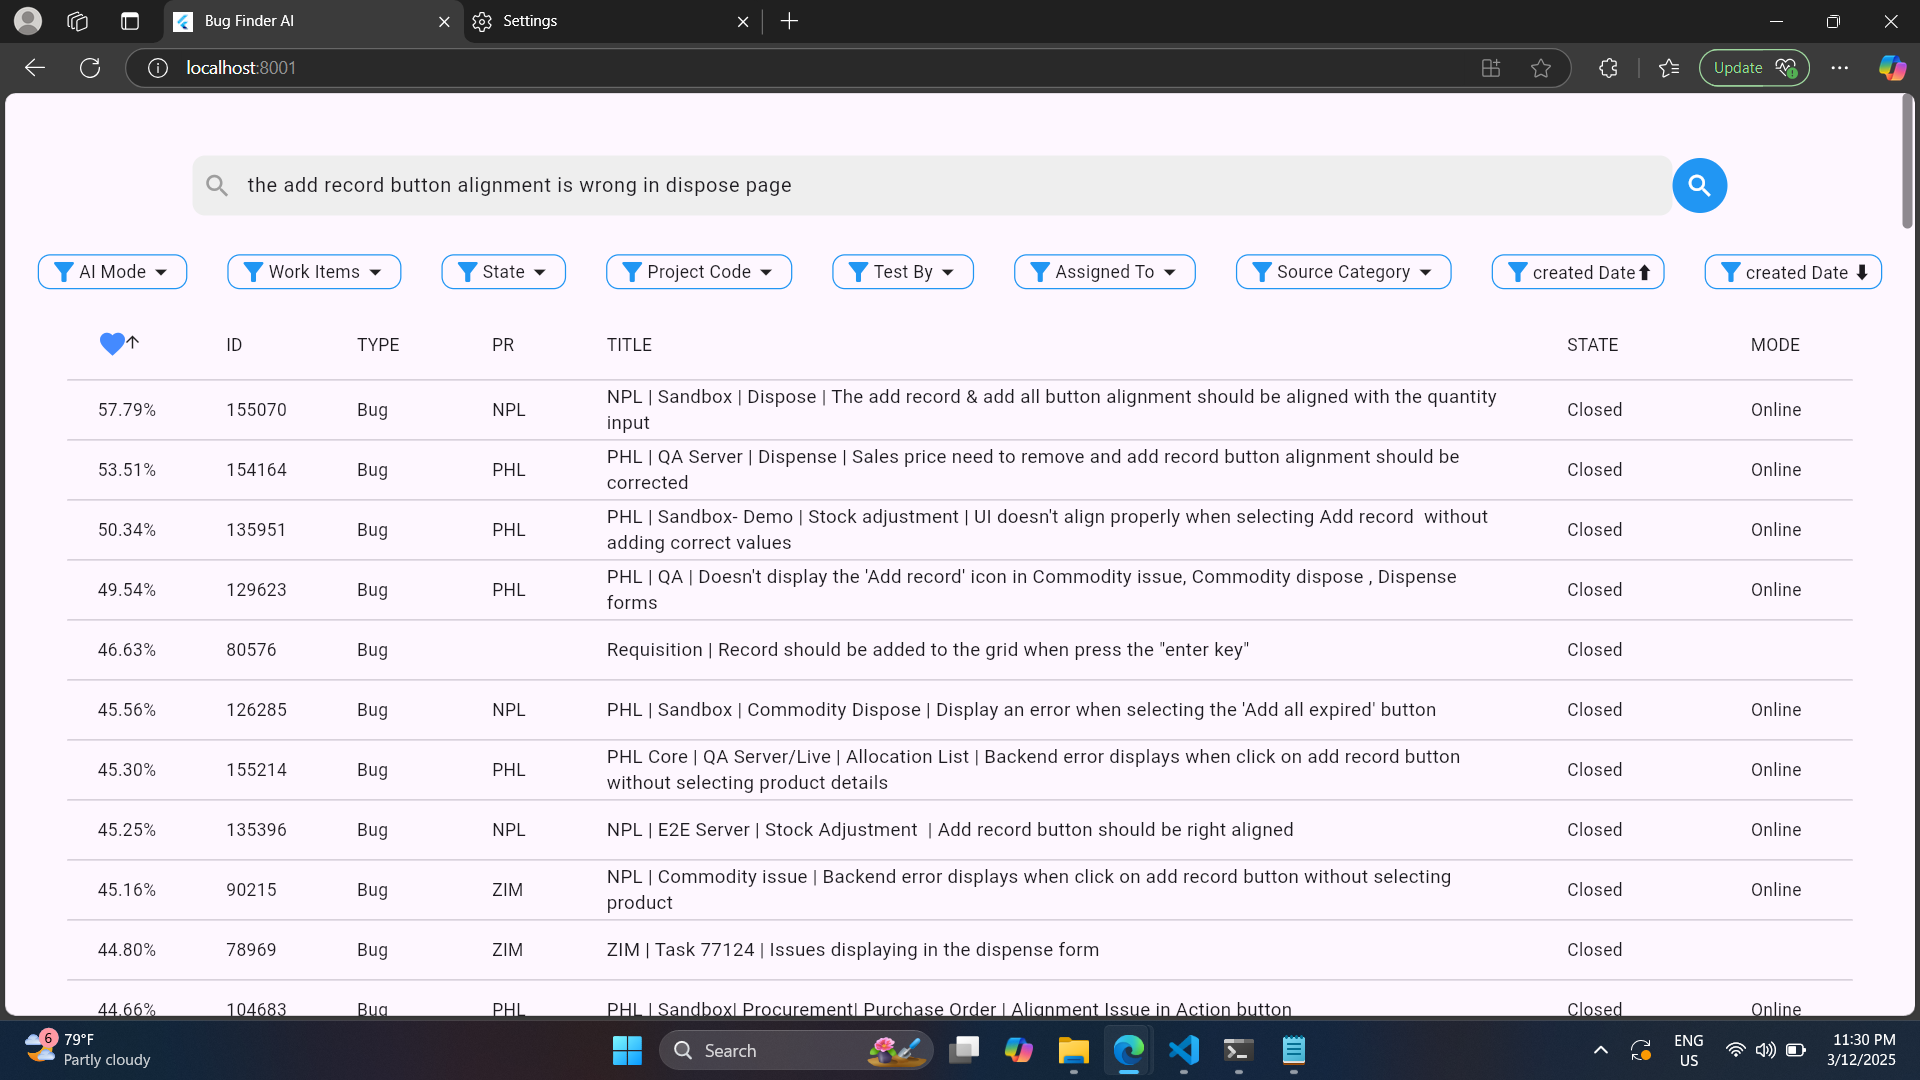 Bug Finder AI
Settings
localhost:8001
Update
the add record button alignment is wrong in dispose page
AI Mode
Work Items
State
Project Code
Test By
Assigned To
Source Category
created Date
created Date
ID TYPE PR TITLE STATE MODE
57.79% 155070 Bug NPL NPL | Sandbox | Dispose | The add record & add all button alignment should be aligned with the quantity Closed Online
input
53.51% 154164 Bug PHL PHL | QA Server | Dispense | Sales price need to remove and add record button alignment should be Closed Online
corrected
50.34% 135951 Bug PHL PHL | Sandbox- Demo | Stock adjustment | UI doesn't align properly when selecting Add record  without Closed Online
adding correct values
49.54% 129623 Bug PHL PHL | QA | Doesn't display the 'Add record' icon in Commodity issue, Commodity dispose , Dispense Closed Online
forms
46.63% 80576 Bug Requisition | Record should be added to the grid when press the "enter key" Closed
45.56% 126285 Bug NPL PHL | Sandbox | Commodity Dispose | Display an error when selecting the 'Add all expired' button Closed Online
45.30% 155214 Bug PHL PHL Core | QA Server/Live | Allocation List | Backend error displays when click on add record button Closed Online
without selecting product details
45.25% 135396 Bug NPL NPL | E2E Server | Stock Adjustment  | Add record button should be right aligned Closed Online
45.16% 90215 Bug ZIM NPL | Commodity issue | Backend error displays when click on add record button without selecting Closed Online
product
44.80% 78969 Bug ZIM ZIM | Task 77124 | Issues displaying in the dispense form Closed
44.66% 104683 Bug PHL PHL | Sandbox| Procurement| Purchase Order | Alignment Issue in Action button Closed Online
6
79°F
Partly cloudy
Search
ENG
US
11:30 PM
3/12/2025